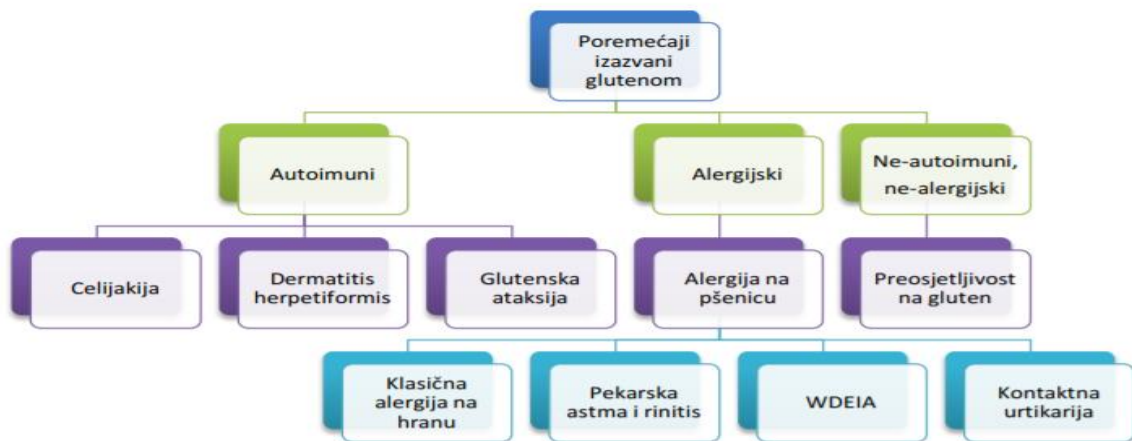 Poremećaji
izazvani
glutenom
Autoimuni
Alergijski
Ne-autoimuni,
ne-alergijski
Celijakija
Dermatitis
herpetiformis
Glutenska
ataksija
Alergija na
pšenicu
Preosjetljivost
na gluten
Klasična
alergija na
hranu
Pekarska
astma i rinitis
WDEIA
Kontaktna
urtikarija